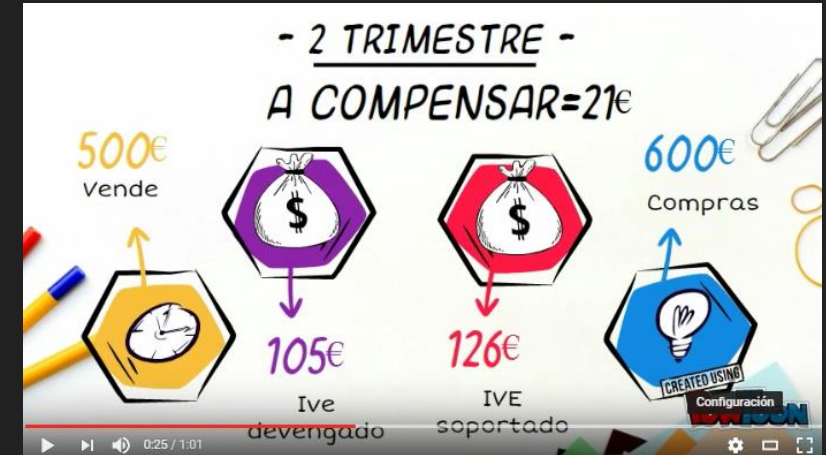 - 2 TRIMESTRE -
A COMPENSAR=21€
500€
Vende
600€
Compras
$
$
105€
Ive
devengado
126€
IVE
soportado
CREATED USING
Configuración
0:25 / 1:01